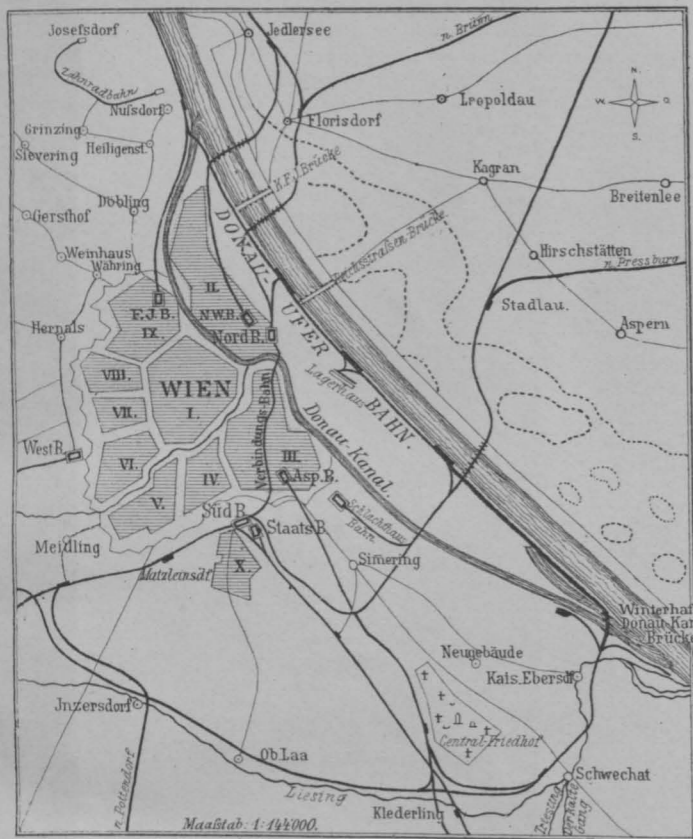 Josefsdorf
Jedlersee
n. Brünn
Zahnradbahn
Nußdorf
Leopoldau
N.
W.
O.
S.
Florisdorf
Grinzing
Sievering
Heiligenst.
Kagran
K.F.J. Brücke
Breitenlee
Döbling
Gersthof
DONAU-
UFER
BAHN.
Reichsstraßen-Brücke
Hirschstätten
Weinhaus
Währing
n. Pressburg
II.
F.J.B.
IX.
N.W.B.
Stadlau.
Nord B.
Hernals
Aspern
VIII.
WIEN
I.
Lagerhaus
VII.
Verbindungs-Bahn
Donau-Kanal.
West B.
VI.
III.
IV.
Asp. B.
V.
Schlachthaus
Bahn
Süd B.
Staats B.
Meidling
Matzleinsdf.
X.
Simering
Winterhaf
Donau-Kan
Brücke
Neugebäude
Kais. Ebersdf
Inzersdorf
Central-Friedhof
Ob. Laa
Schwechat
Liesing
n. Pottendorf
Klederling
Maaßstab: 1:144000.